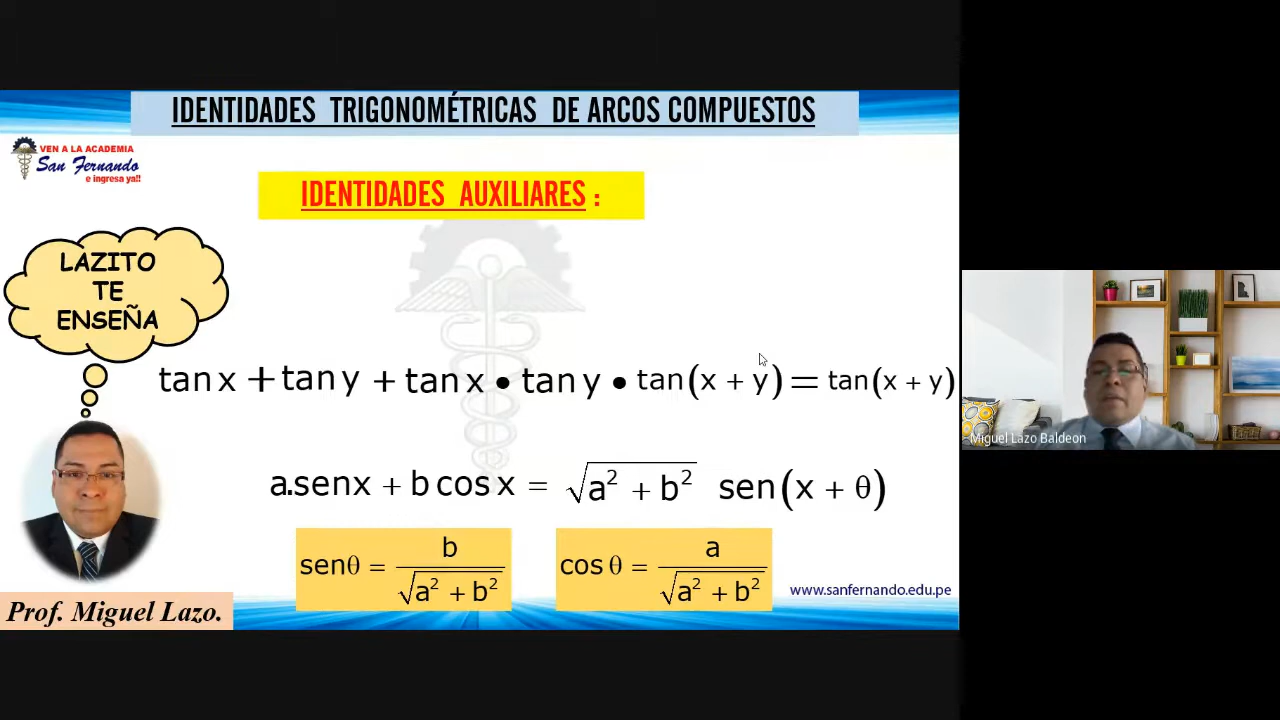 IDENTIDADES TRIGONOMÉTRICAS DE ARCOS COMPUESTOS
VEN A LA ACADEMIA
San Fernando
e ingresa ya!!
IDENTIDADES AUXILIARES :
LAZITO
TE
ENSEÑA
tan x + tan y + tan x • tan y • tan(x + y) = tan(x + y)
a.senx + b cos x = √(a² + b²) sen(x + θ)
senθ = b / √(a² + b²)
cos θ = a / √(a² + b²)
www.sanfernando.edu.pe
Prof. Miguel Lazo.
Miguel Lazo Baldeon